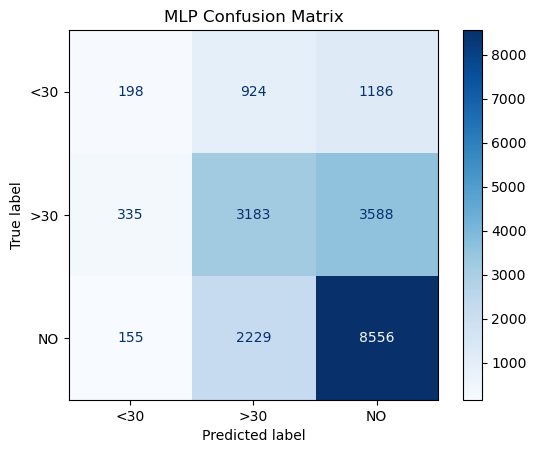 MLP Confusion Matrix
<30 198 924 1186
>30 335 3183 3588
NO 155 2229 8556
<30 >30 NO
Predicted label
True label
8000
7000
6000
5000
4000
3000
2000
1000